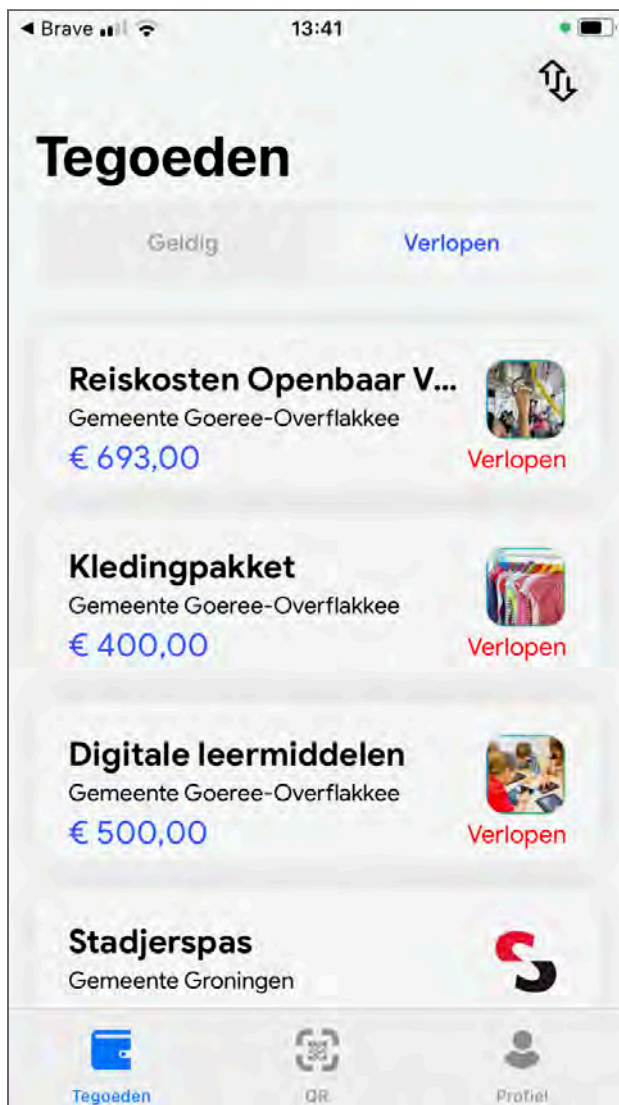 ◀ Brave
13:41
Tegoeden
Geldig
Verlopen
Reiskosten Openbaar V...
Gemeente Goeree-Overflakkee
€ 693,00
Verlopen
Kledingpakket
Gemeente Goeree-Overflakkee
€ 400,00
Verlopen
Digitale leermiddelen
Gemeente Goeree-Overflakkee
€ 500,00
Verlopen
Stadjerspas
Gemeente Groningen
Tegoeden
QR
Profiel